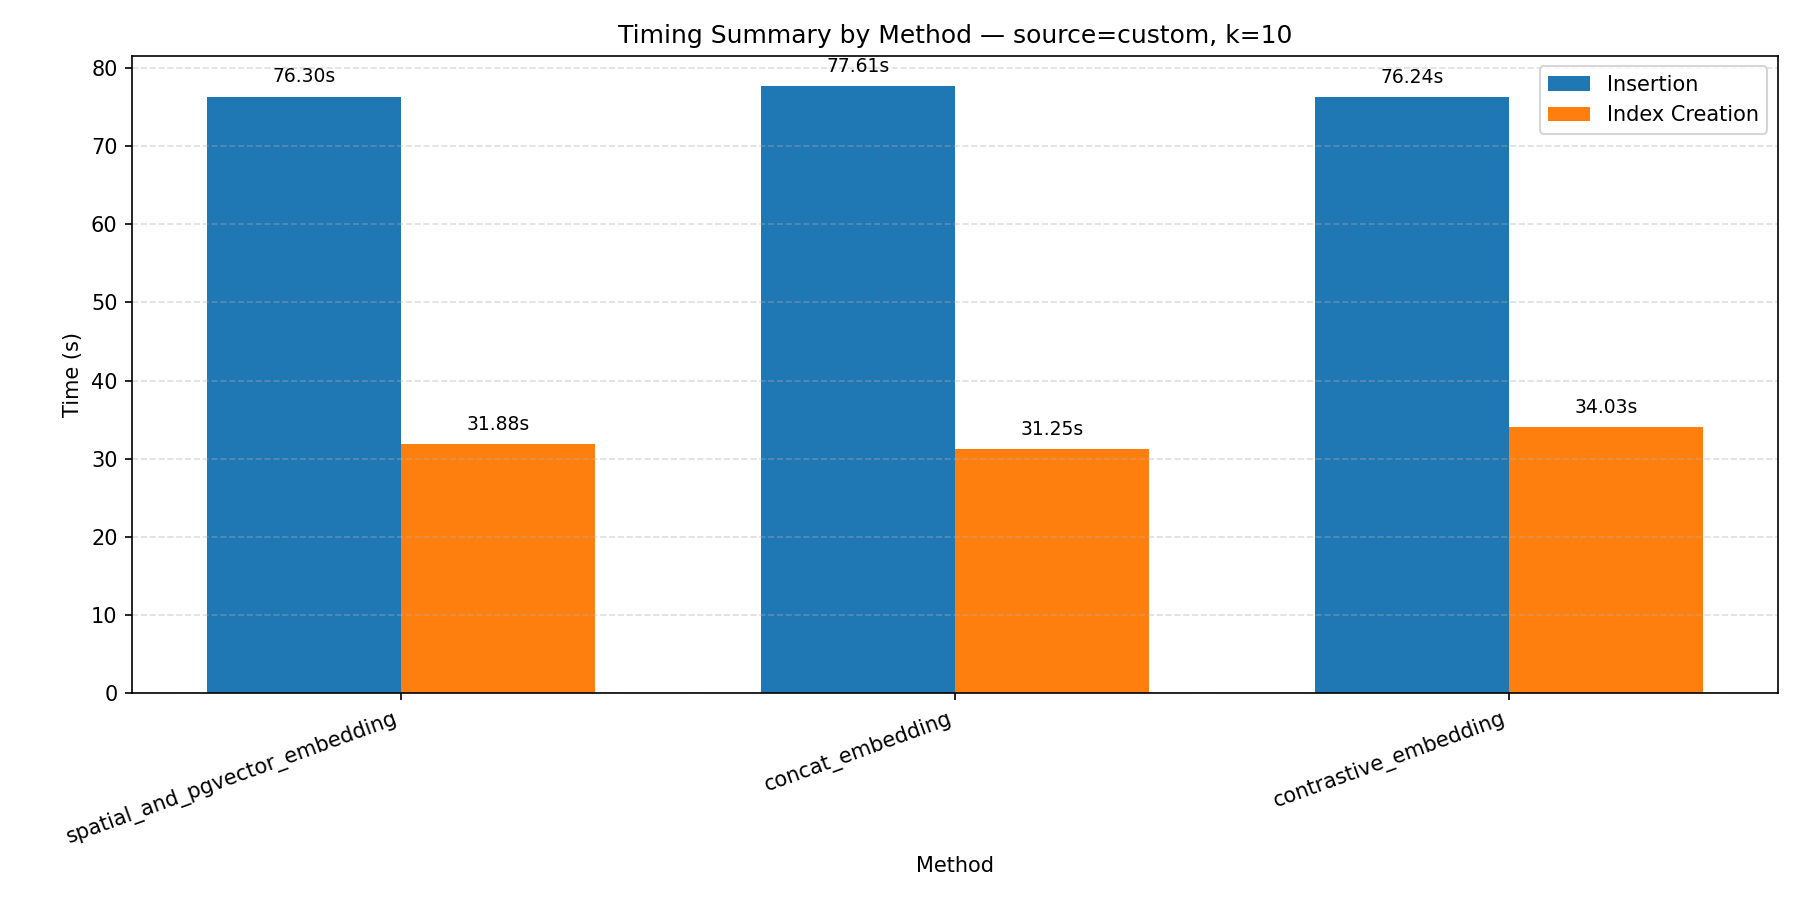 Timing Summary by Method — source=custom, k=10
Time (s)
80
70
60
50
40
30
20
10
0
76.30s
31.88s
77.61s
31.25s
76.24s
34.03s
Insertion
Index Creation
spatial_and_pgvector_embedding
concat_embedding
contrastive_embedding
Method